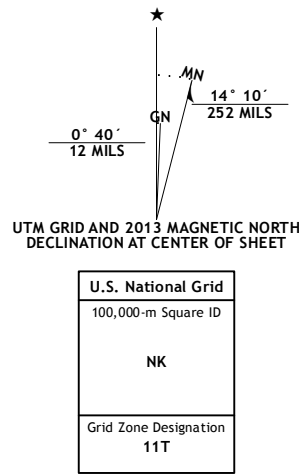 ★
MN
GN
14° 10´
252 MILS
0° 40´
12 MILS
UTM GRID AND 2013 MAGNETIC NORTH
DECLINATION AT CENTER OF SHEET
U.S. National Grid
100,000-m Square ID
NK
Grid Zone Designation
11T